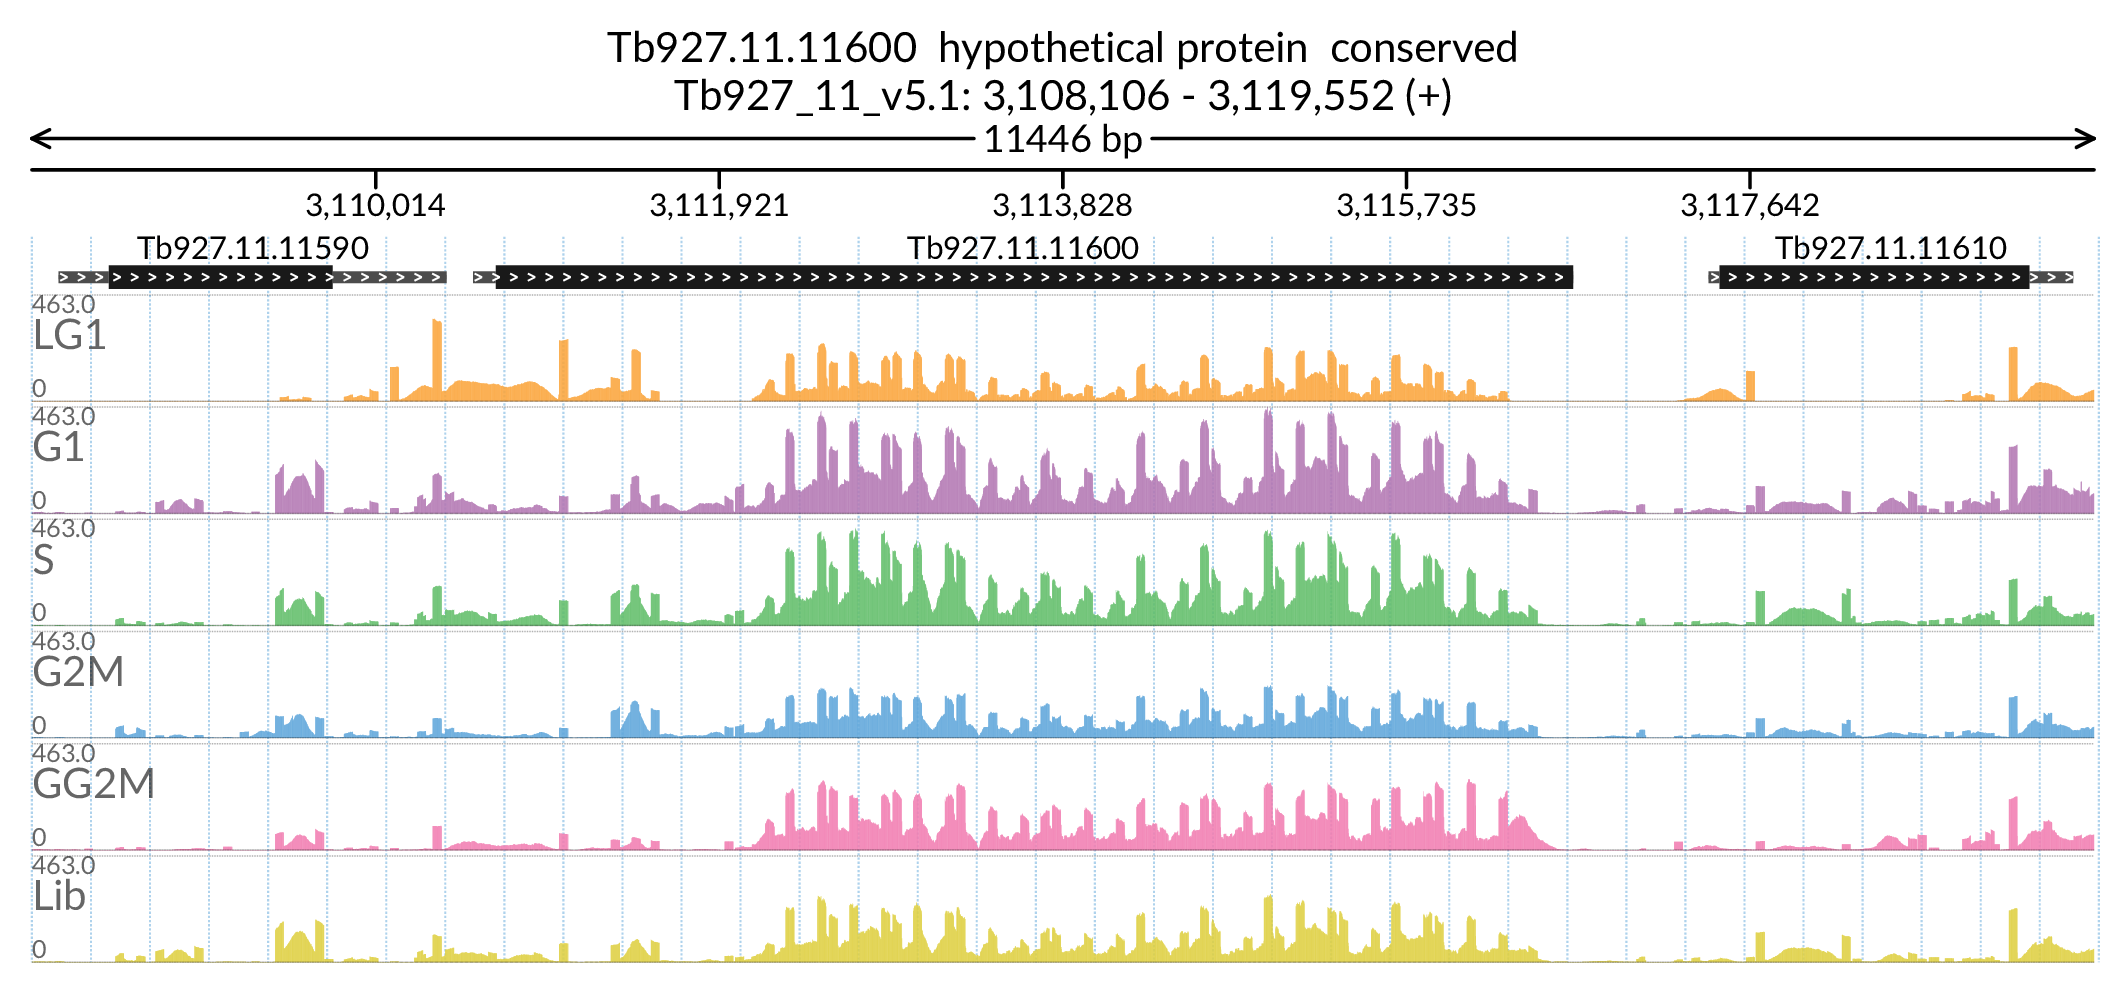 Tb927.11.11600  hypothetical protein  conserved
Tb927_11_v5.1: 3,108,106 - 3,119,552 (+)
11446 bp
3,110,014 3,111,921 3,113,828 3,115,735 3,117,642
Tb927.11.11590 Tb927.11.11600 Tb927.11.11610
463.0
LG1
0
463.0
G1
0
463.0
S
0
463.0
G2M
0
463.0
GG2M
0
463.0
Lib
0